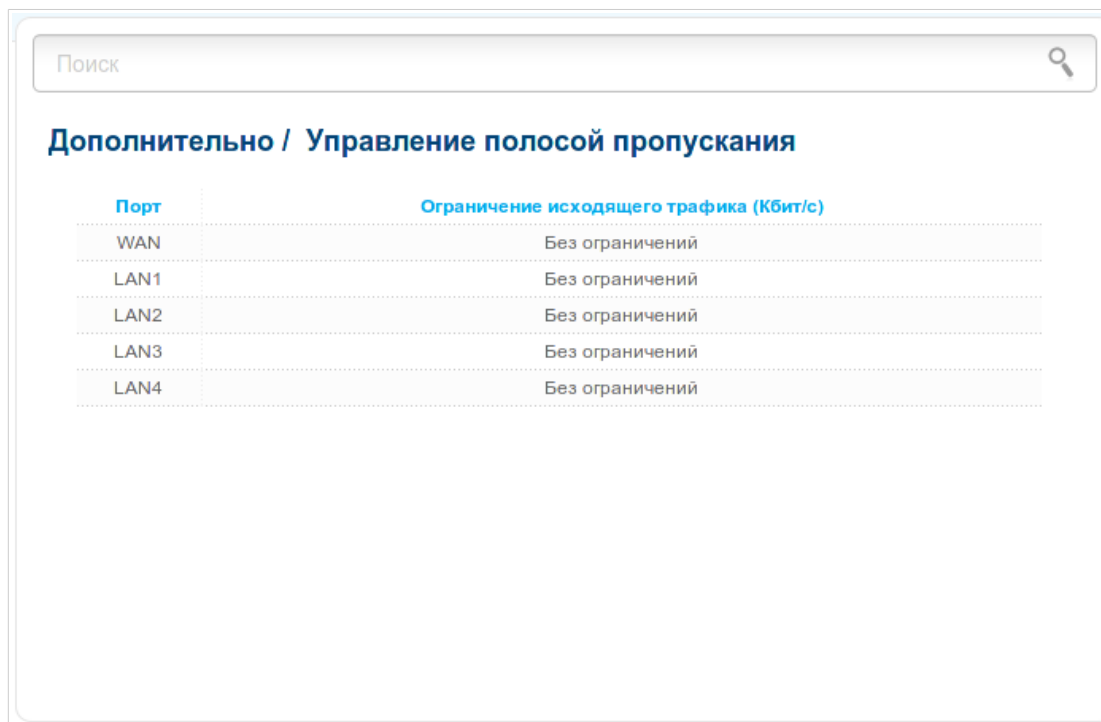 Поиск
Дополнительно / Управление полосой пропускания
Порт Ограничение исходящего трафика (Кбит/с)
WAN Без ограничений
LAN1 Без ограничений
LAN2 Без ограничений
LAN3 Без ограничений
LAN4 Без ограничений